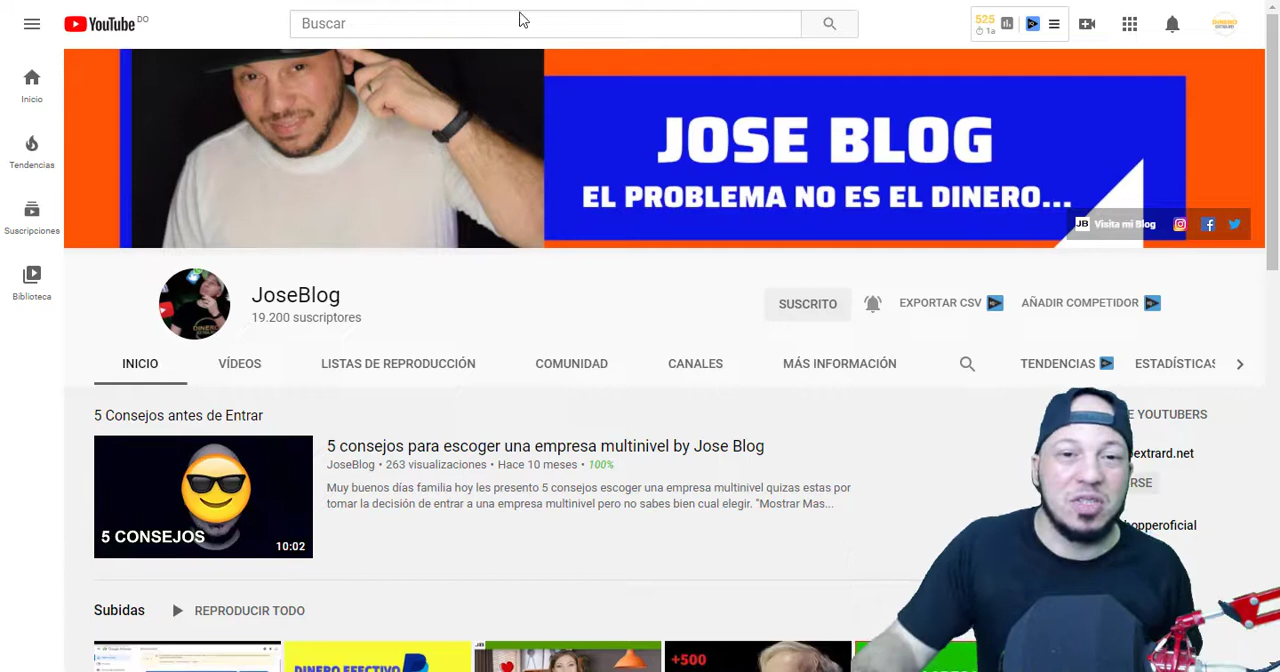 YouTube DO
Buscar
525
1a
Inicio
Tendencias
Suscripciones
Biblioteca
JOSE BLOG
EL PROBLEMA NO ES EL DINERO...
JB Visita mi Blog
JoseBlog
19.200 suscriptores
SUSCRITO
EXPORTAR CSV
AÑADIR COMPETIDOR
INICIO VÍDEOS LISTAS DE REPRODUCCIÓN COMUNIDAD CANALES MÁS INFORMACIÓN TENDENCIAS ESTADÍSTICAS
5 Consejos antes de Entrar
E YOUTUBERS
5 CONSEJOS
10:02
5 consejos para escoger una empresa multinivel by Jose Blog
JoseBlog • 263 visualizaciones • Hace 10 meses • 100%
Muy buenos días familia hoy les presento 5 consejos escoger una empresa multinivel quizas estas por
tomar la decisión de entrar a una empresa multinivel pero no sabes bien cual elegir. "Mostrar Mas...
extrard.net
RSE
opperoficial
Subidas
REPRODUCIR TODO
DINERO EFECTIVO
+500